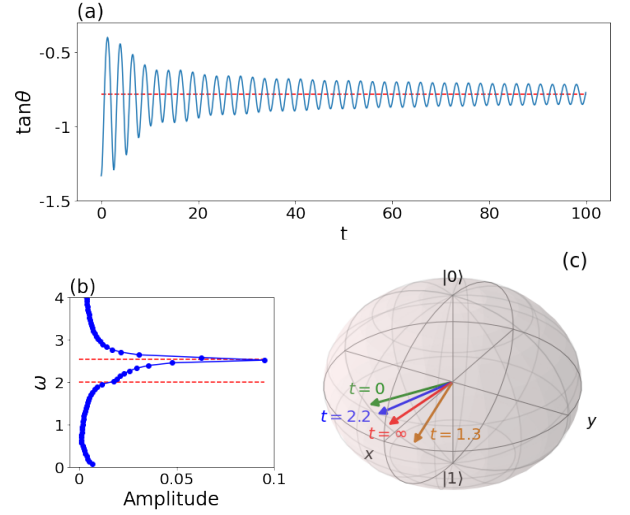 (a)
-0.5
-1
-1.5
tanθ
0 20 40 60 80 100
t
(b)
4
3
2
1
0
ω
0 0.05 0.1
Amplitude
(c)
|0⟩
t = 0
t = 2.2
t = ∞
t = 1.3
x
y
|1⟩